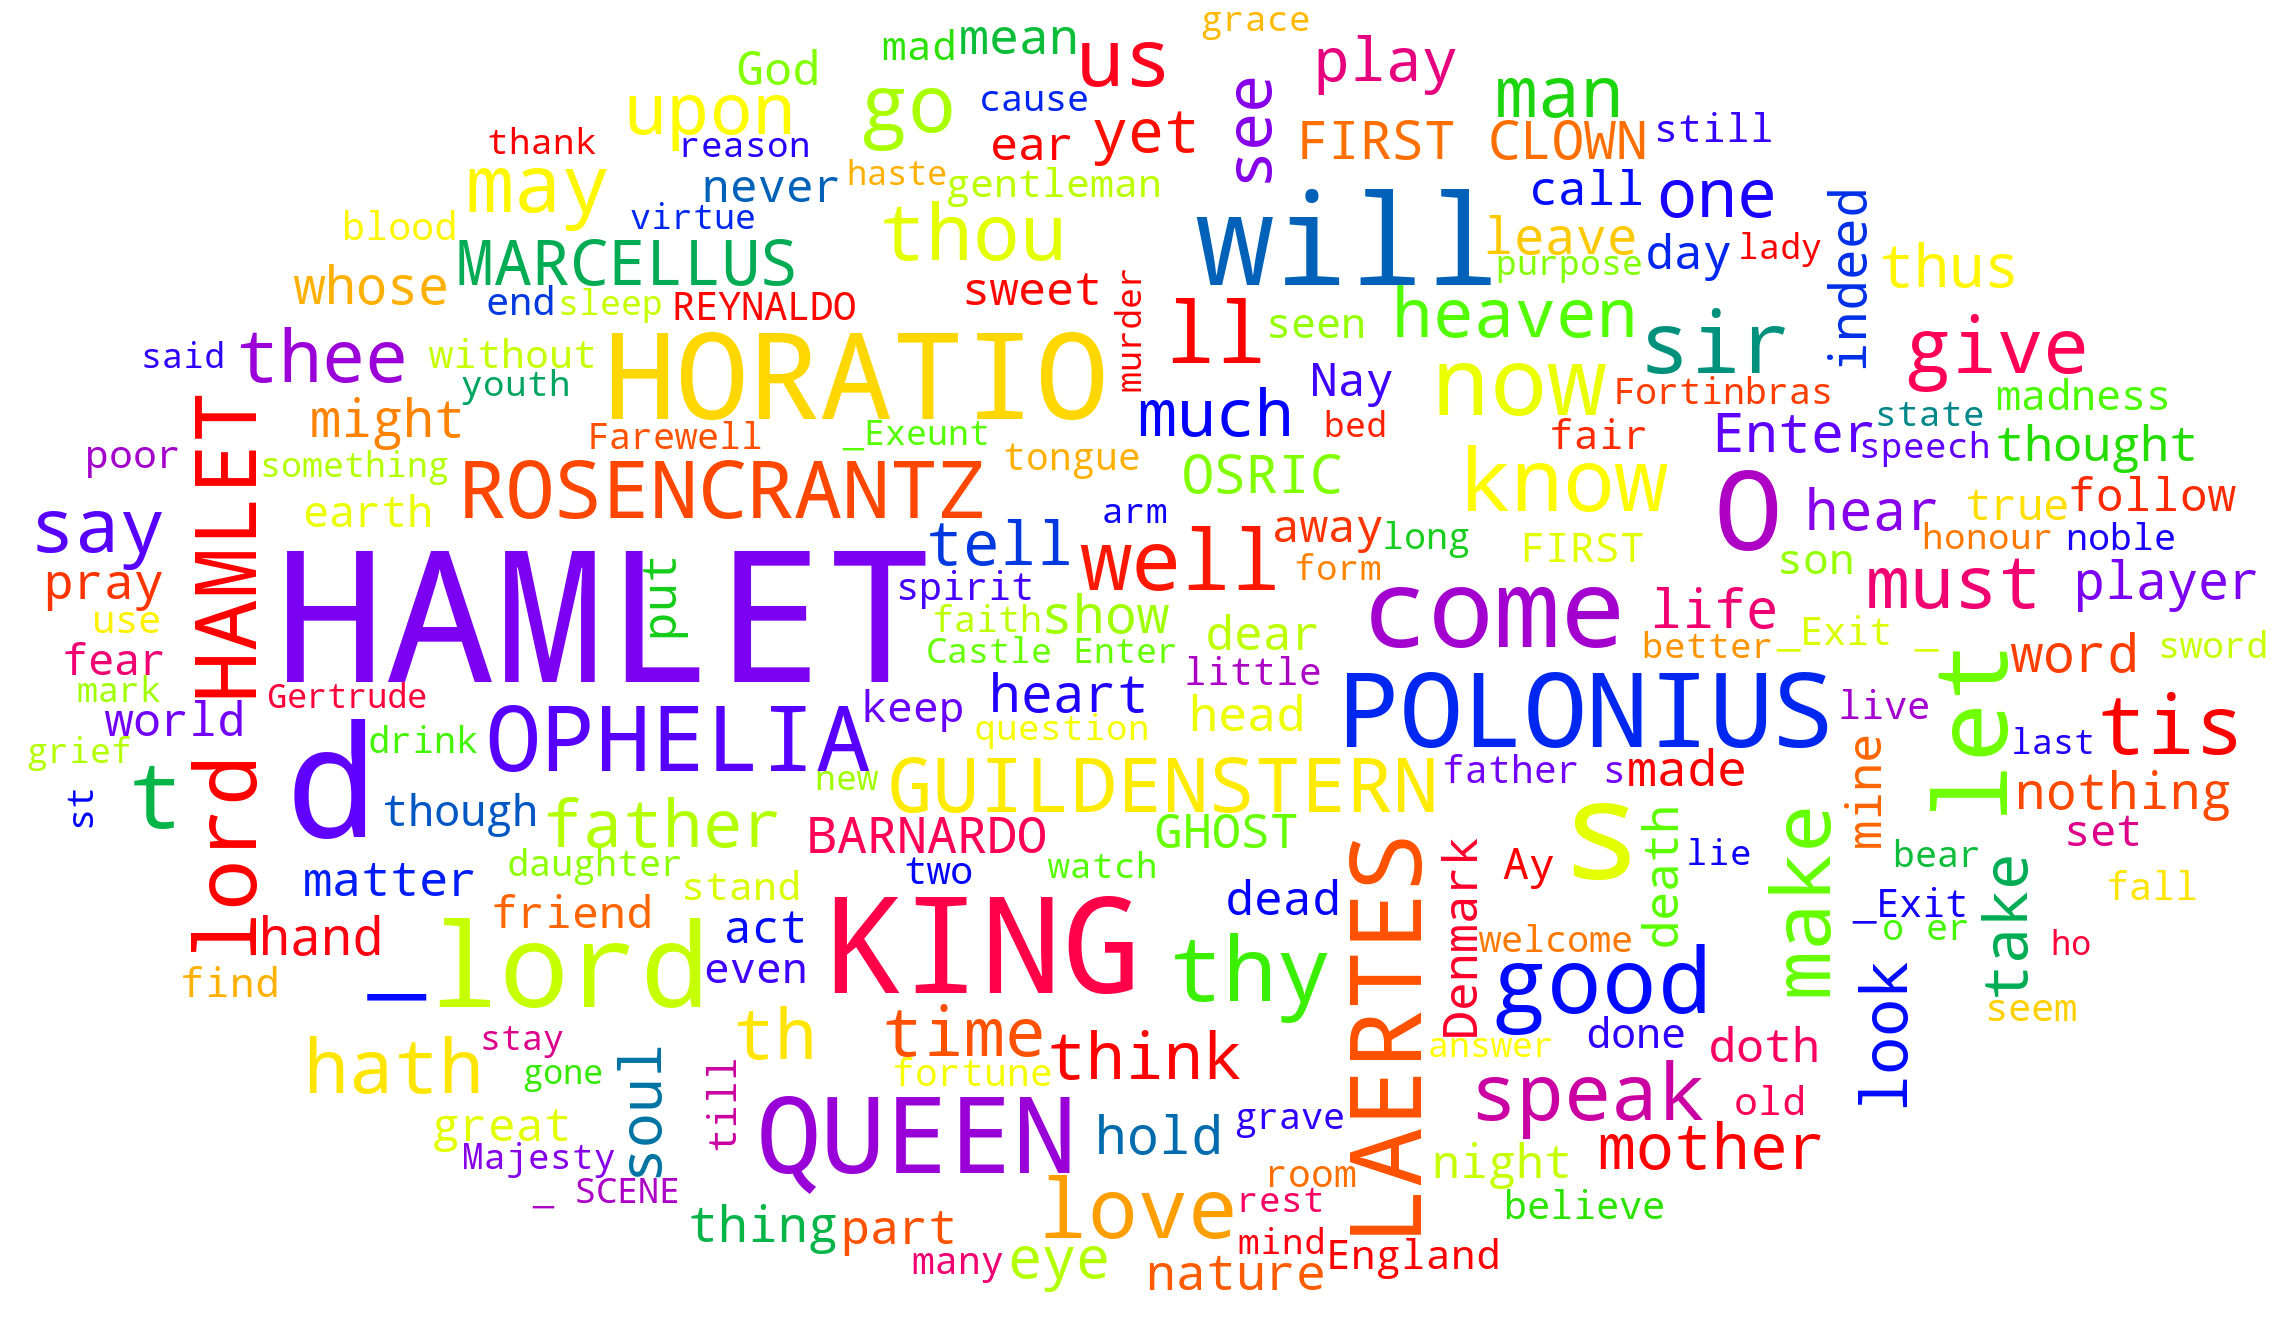 grace
mad
mean
us
play
God
see
man
go
cause
upon
yet
FIRST CLOWN
still
thank
reason
ear
may
never
haste
gentleman
call
one
indeed
blood
virtue
thou
will
leave
day
lady
MARCELLUS
purpose
thus
whose
end
sleep
REYNALDO
sweet
murder
ll
seen
heaven
sir
give
said
thee
without
HORATIO
youth
Nay
now
Fortinbras
madness
might
much
bed
state
Farewell
_Exeunt
fair
Enter
speech
thought
poor
something
ROSENCRANTZ
tongue
OSRIC
know
earth
arm
O
hear
true
follow
say
lord HAMLET
tell
well
away
long
FIRST
honour
noble
HAMLET
put
spirit
form
son
pray
come
must
player
use
faith
show
dear
life
fear
Castle Enter
better
_Exit _
word
sword
mark
Gertrude
little
let
world
keep
heart
head
POLONIUS
live
d
OPHELIA
question
last
tis
grief
drink
new
GUILDENSTERN
father s
made
mine
st
t
though
father
BARNARDO
GHOST
s
death
make
nothing
set
matter
daughter
two
watch
LAERTES
Denmark
Ay
lie
bear
take
stand
KING
dead
fall
hand
friend
act
_Exit
o er
ho
_
lord
even
thy
welcome
good
look
find
seem
hath
stay
th
time
think
answer
done
doth
gone
soul
till
fortune
speak
old
great
QUEEN
hold
grave
mother
Majesty
night
_ SCENE
room
love
rest
believe
thing
part
mind
England
many
eye
nature